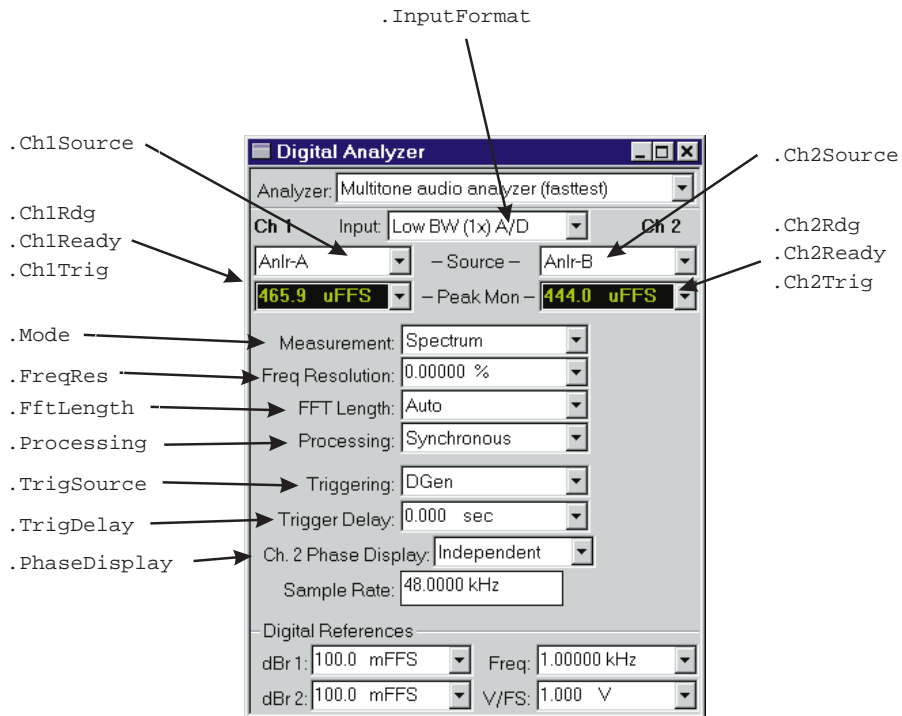 .InputFormat
.Ch1Source
Digital Analyzer
.Ch2Source
Analyzer: Multitone audio analyzer (fasttest)
.Ch1Rdg
.Ch1Ready
.Ch1Trig
Ch 1 Input: Low BW (1x) A/D Ch 2
.Ch2Rdg
.Ch2Ready
.Ch2Trig
Anlr-A – Source – Anlr-B
465.9 uFFS – Peak Mon – 444.0 uFFS
.Mode
Measurement: Spectrum
.FreqRes
Freq Resolution: 0.00000 %
.FftLength
FFT Length: Auto
.Processing
Processing: Synchronous
.TrigSource
Triggering: DGen
.TrigDelay
Trigger Delay: 0.000 sec
.PhaseDisplay
Ch. 2 Phase Display: Independent
Sample Rate: 48.0000 kHz
Digital References
dBr 1: 100.0 mFFS Freq: 1.00000 kHz
dBr 2: 100.0 mFFS V/FS: 1.000 V